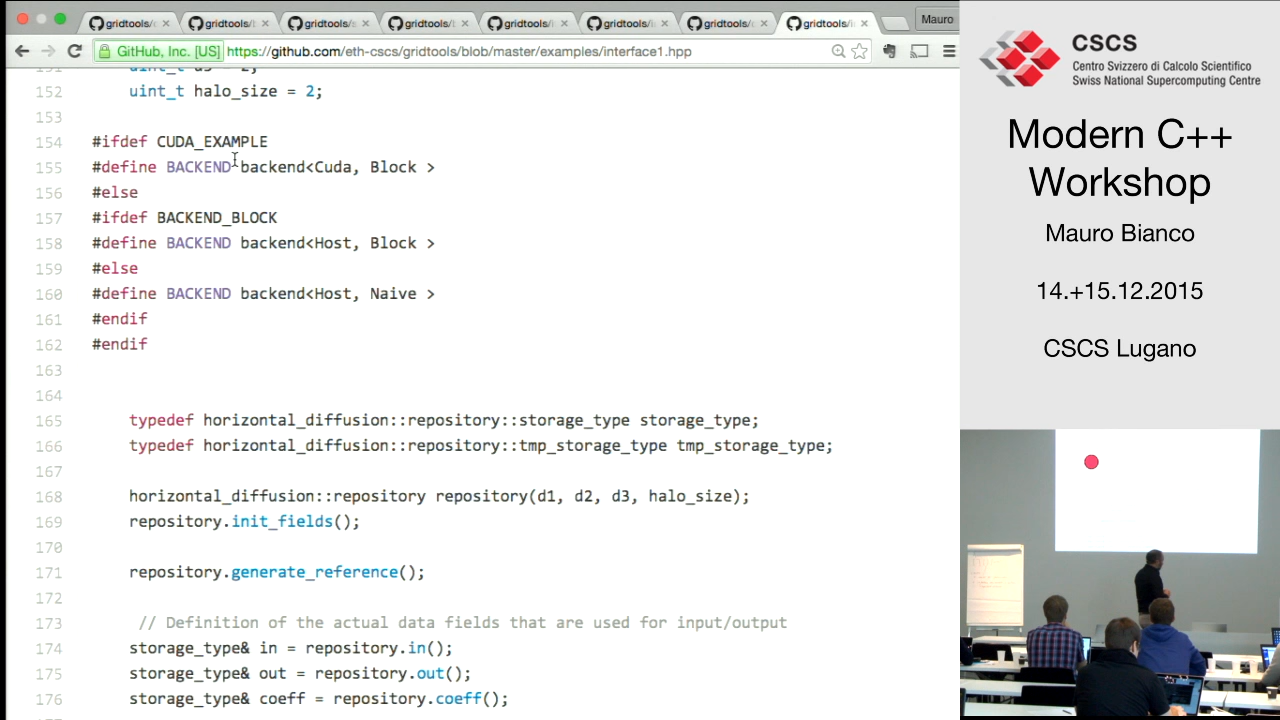 gridtools/
gridtools/
gridtools/
gridtools/
gridtools/
gridtools/
gridtools/
gridtools/
Mauro
GitHub, Inc. [US] https://github.com/eth-cscs/gridtools/blob/master/examples/interface1.hpp
152 uint_t halo_size = 2;
153
154 #ifdef CUDA_EXAMPLE
155 #define BACKEND backend<Cuda, Block >
156 #else
157 #ifdef BACKEND_BLOCK
158 #define BACKEND backend<Host, Block >
159 #else
160 #define BACKEND backend<Host, Naive >
161 #endif
162 #endif
163
164
165 typedef horizontal_diffusion::repository::storage_type storage_type;
166 typedef horizontal_diffusion::repository::tmp_storage_type tmp_storage_type;
167
168 horizontal_diffusion::repository repository(d1, d2, d3, halo_size);
169 repository.init_fields();
170
171 repository.generate_reference();
172
173 // Definition of the actual data fields that are used for input/output
174 storage_type& in = repository.in();
175 storage_type& out = repository.out();
176 storage_type& coeff = repository.coeff();
CSCS
Centro Svizzero di Calcolo Scientifico
Swiss National Supercomputing Centre
Modern C++
Workshop
Mauro Bianco
14.+15.12.2015
CSCS Lugano